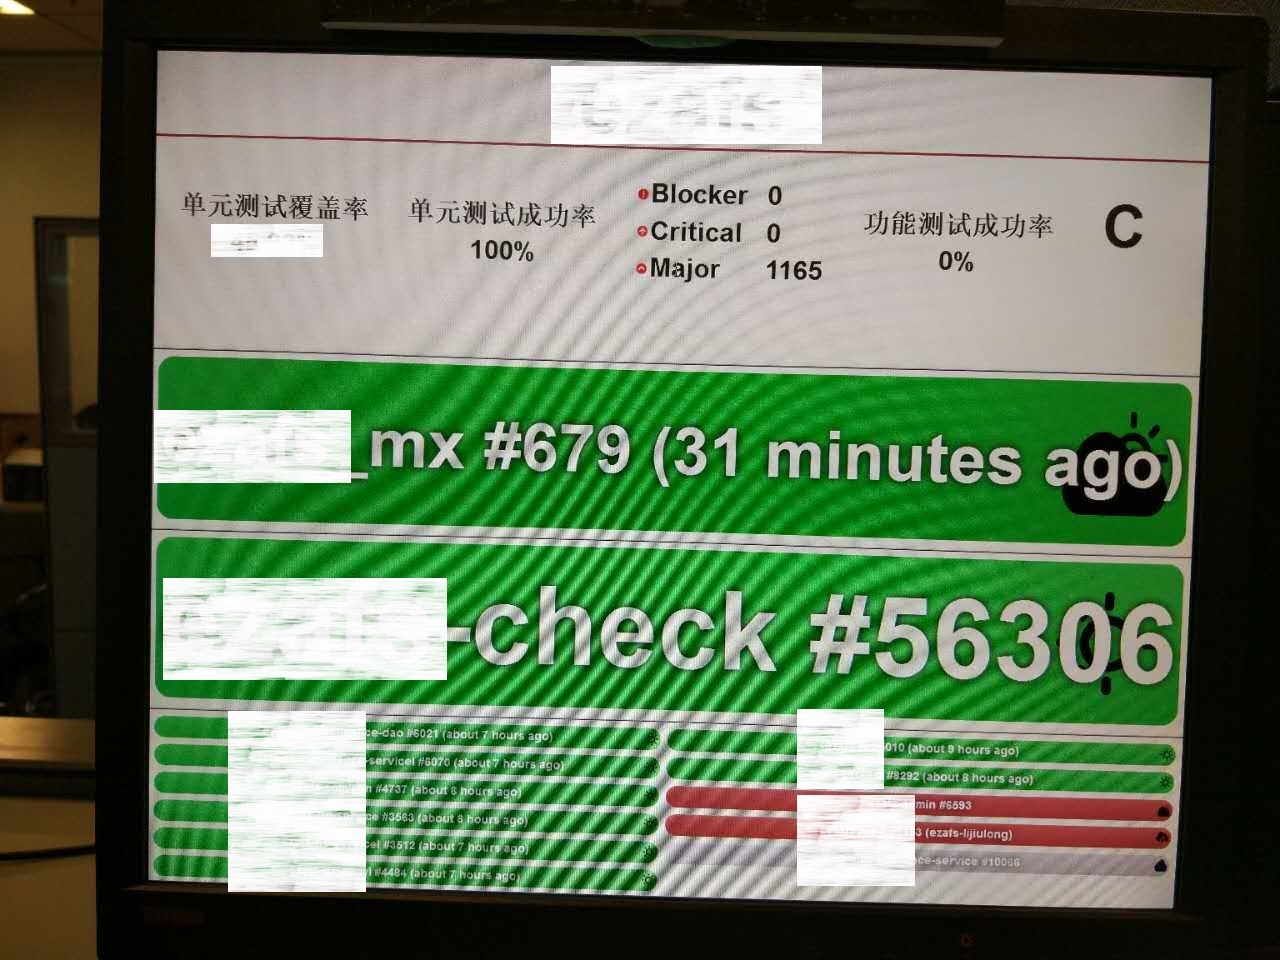 单元测试覆盖率
单元测试成功率
100%
Blocker 0
Critical 0
Major 1165
功能测试成功率
0%
C
_mx #679 (31 minutes ago)
-check #56306
ce-dao #6021 (about 7 hours ago)
-servicel #6070 (about 7 hours ago)
#4737 (about 8 hours ago)
#3563 (about 8 hours ago)
#3512 (about 7 hours ago)
#4484 (about 7 hours ago)
010 (about 9 hours ago)
#8292 (about 8 hours ago)
min #6593
(ezafs-lijiulong)
nce-service #10066